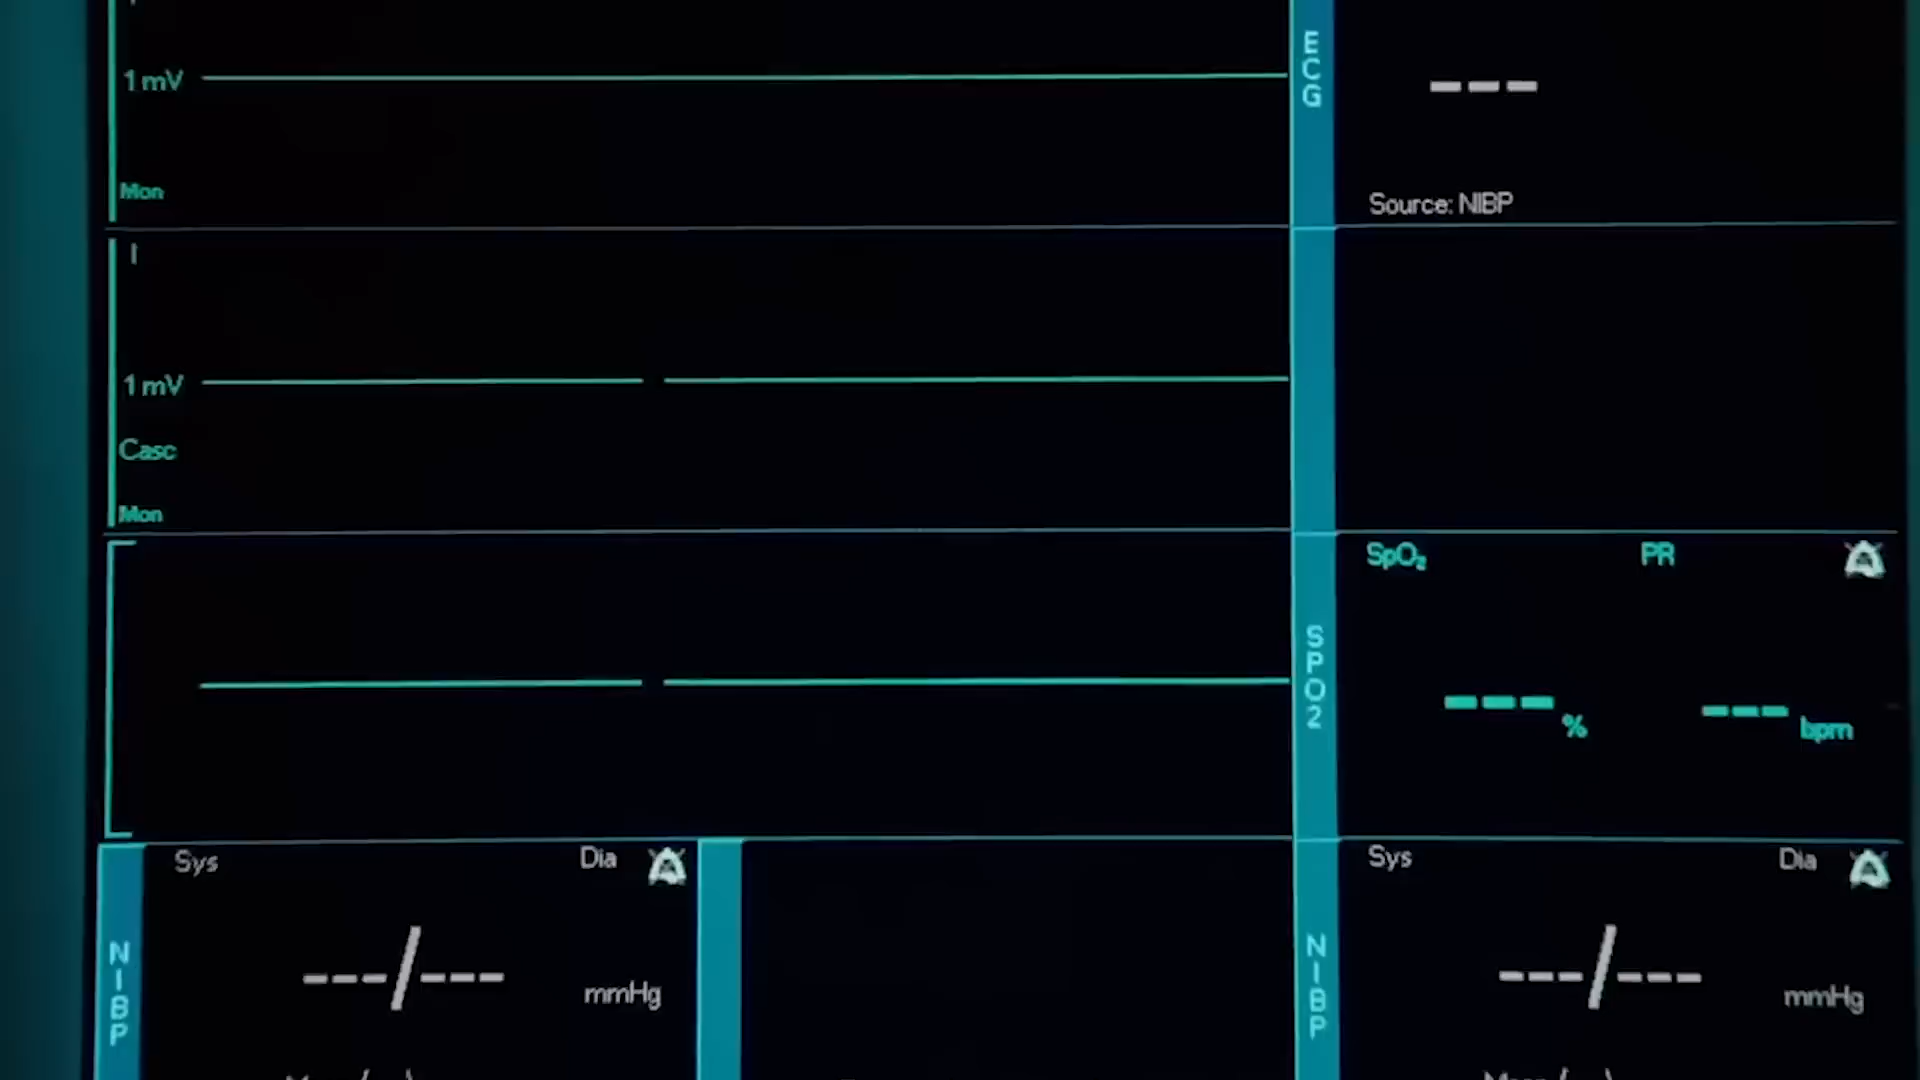 1 mV
Mon
ECG
---
Source: NIBP
I
1 mV
Casc
Mon
SPO2
SpO₂
PR
--- %
--- bpm
NIBP
Sys
Dia
---/---
mmHg
NIBP
Sys
Dia
---/---
mmHg